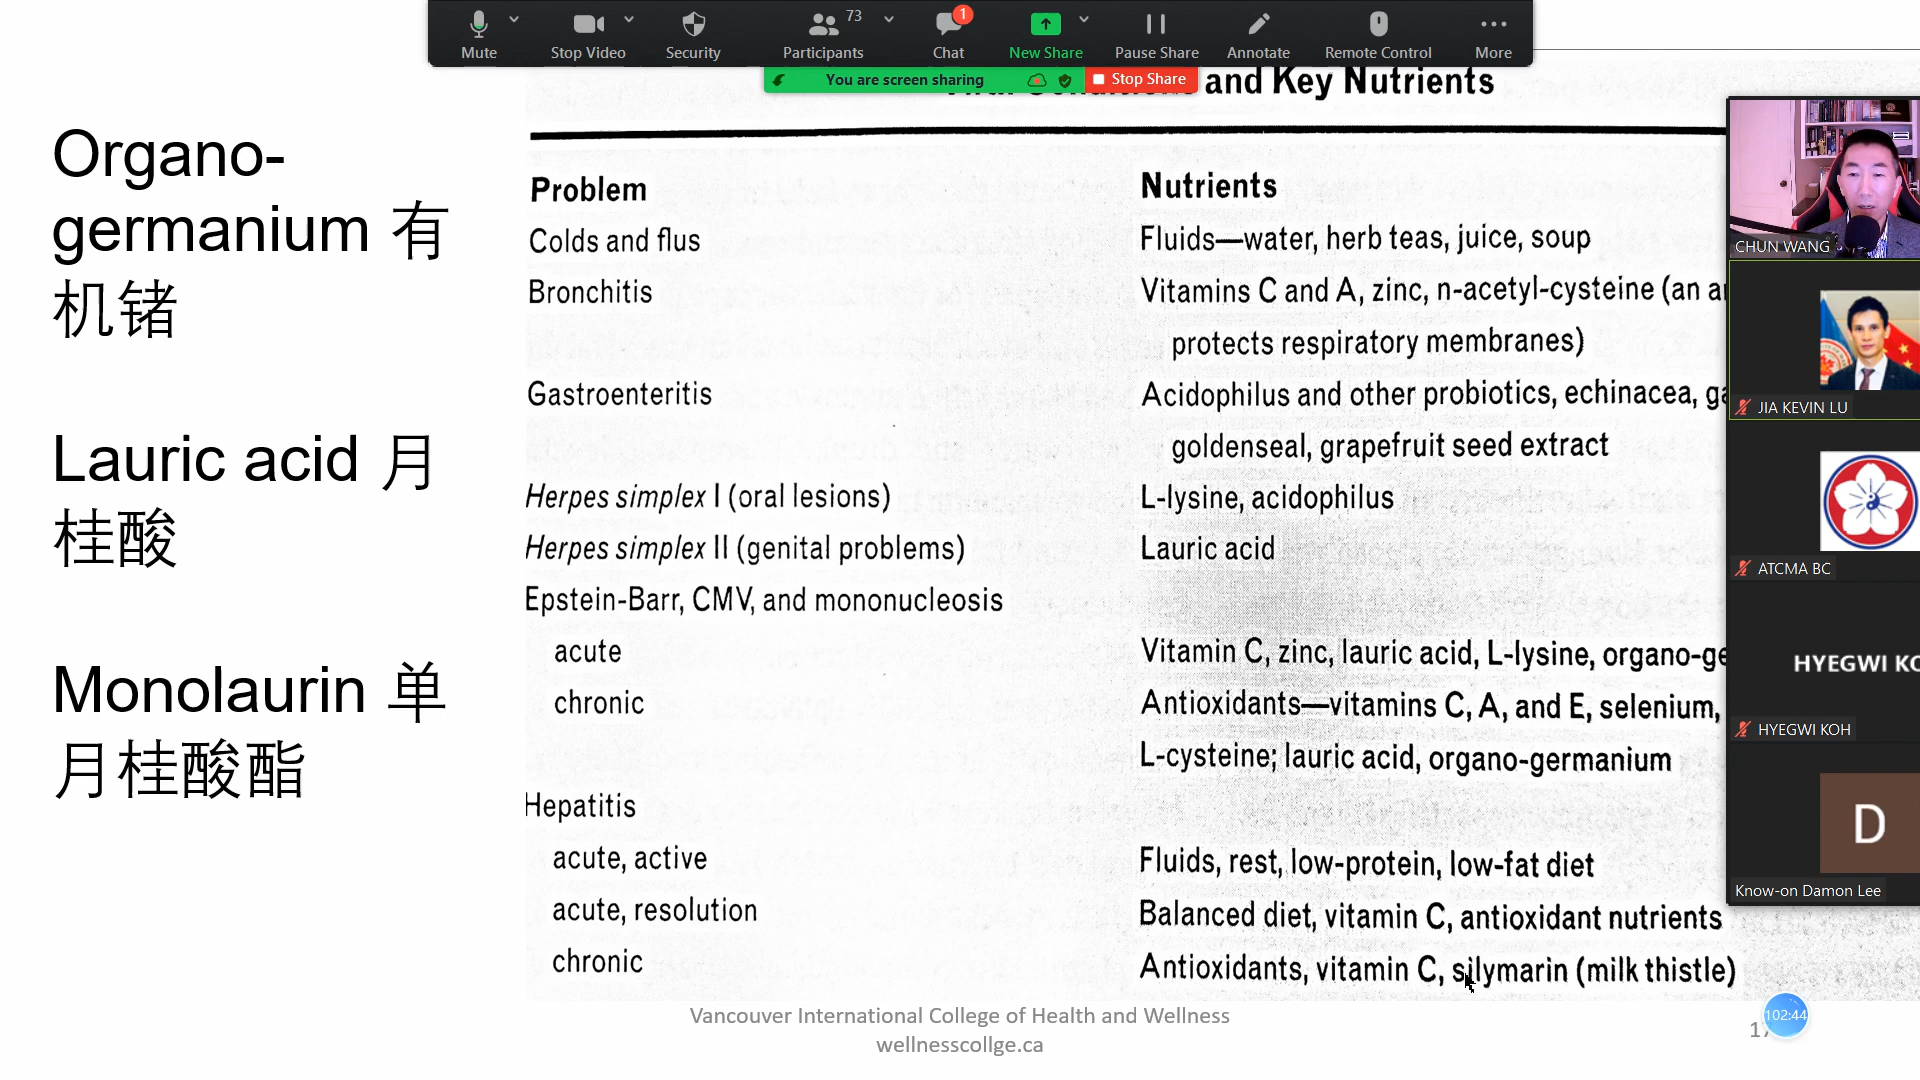 73
1
Mute
Stop Video
Security
Participants
Chat
New Share
Pause Share
Annotate
Remote Control
More
You are screen sharing
Stop Share
and Key Nutrients
Organo-
germanium 有
机锗
Lauric acid 月
桂酸
Monolaurin 单
月桂酸酯
Problem
Nutrients
Colds and flus
Fluids—water, herb teas, juice, soup
Bronchitis
Vitamins C and A, zinc, n-acetyl-cysteine (an
protects respiratory membranes)
Gastroenteritis
Acidophilus and other probiotics, echinacea,
goldenseal, grapefruit seed extract
Herpes simplex I (oral lesions)
L-lysine, acidophilus
Herpes simplex II (genital problems)
Lauric acid
Epstein-Barr, CMV, and mononucleosis
acute
Vitamin C, zinc, lauric acid, L-lysine, organo-ge
chronic
Antioxidants—vitamins C, A, and E, selenium,
L-cysteine; lauric acid, organo-germanium
Hepatitis
acute, active
Fluids, rest, low-protein, low-fat diet
acute, resolution
Balanced diet, vitamin C, antioxidant nutrients
chronic
Antioxidants, vitamin C, silymarin (milk thistle)
Vancouver International College of Health and Wellness
wellnesscollge.ca
102:44
CHUN WANG
JIA KEVIN LU
ATCMA BC
HYEGWI KO
HYEGWI KOH
D
Know-on Damon Lee